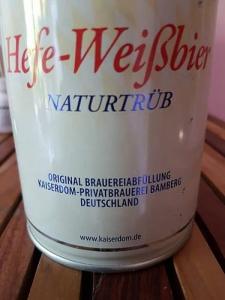 Hefe-Weißbier
NATURTRÜB
ORIGINAL BRAUEREIABFÜLLUNG
KAISERDOM-PRIVATBRAUEREI BAMBERG
DEUTSCHLAND
www.kaiserdom.de